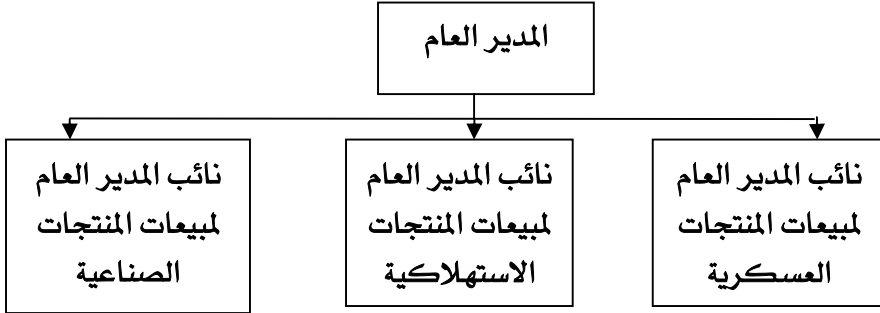 المدير العام
نائب المدير العام
لمبيعات المنتجات
العسكرية
نائب المدير العام
لمبيعات المنتجات
الاستهلاكية
نائب المدير العام
لمبيعات المنتجات
الصناعية